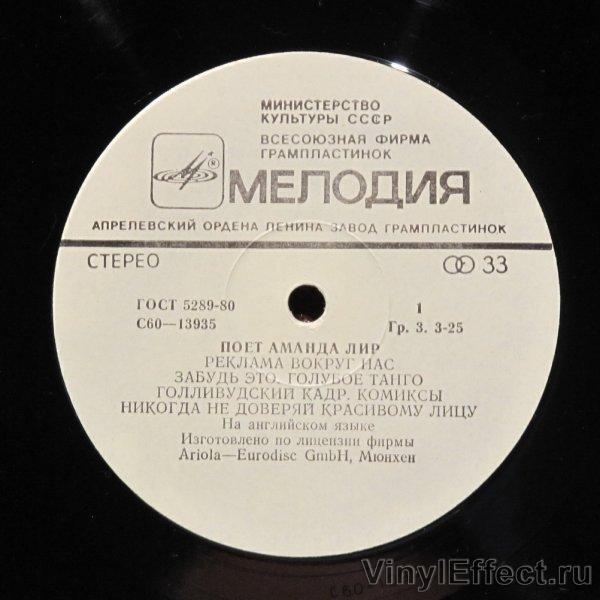 МИНИСТЕРСТВО
КУЛЬТУРЫ СССР
ВСЕСОЮЗНАЯ ФИРМА
ГРАМПЛАСТИНОК
МЕЛОДИЯ
АПРЕЛЕВСКИЙ ОРДЕНА ЛЕНИНА ЗАВОД ГРАМПЛАСТИНОК
СТЕРЕО 33
ГОСТ 5289-80 1
С60—13935 Гр. 3. 3-25
ПОЕТ АМАНДА ЛИР
РЕКЛАМА ВОКРУГ НАС
ЗАБУДЬ ЭТО. ГОЛУБОЕ ТАНГО
ГОЛЛИВУДСКИЙ КАДР. КОМИКСЫ
НИКОГДА НЕ ДОВЕРЯЙ КРАСИВОМУ ЛИЦУ
На английском языке
Изготовлено по лицензии фирмы
Ariola—Eurodisc GmbH, Мюнхен
С60
VinylEffect.ru